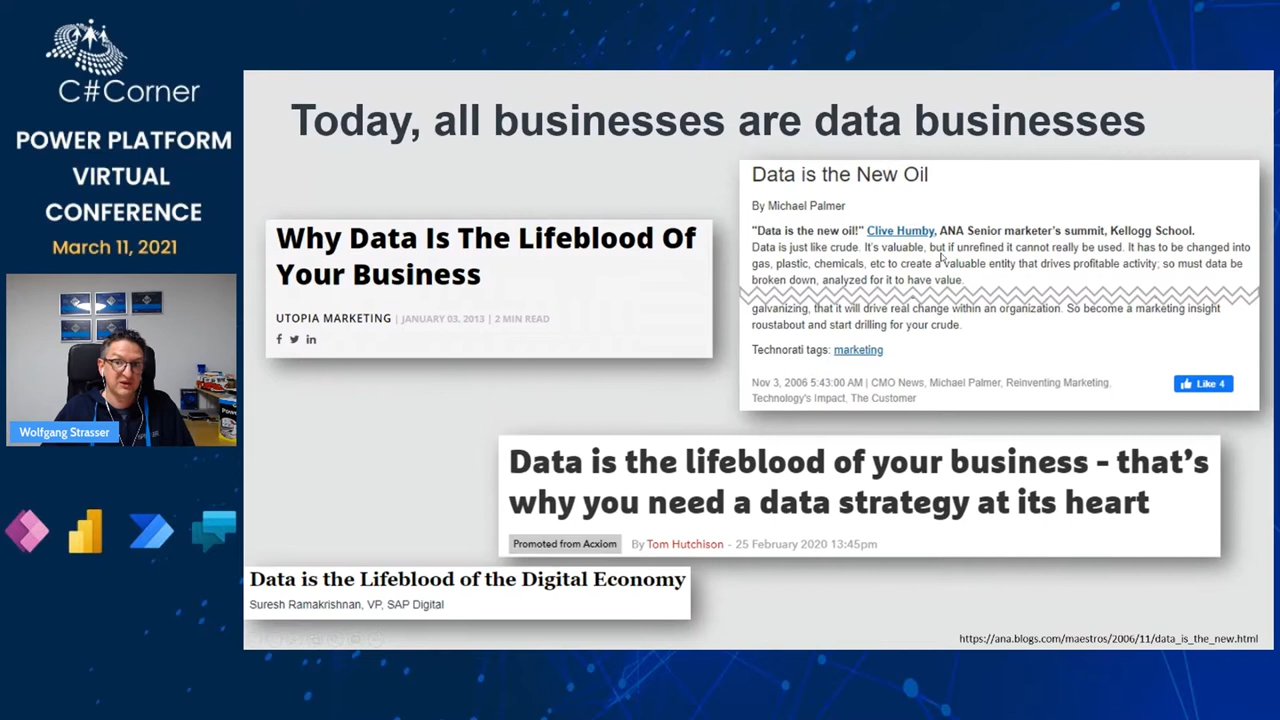 C#Corner
POWER PLATFORM
VIRTUAL
CONFERENCE
March 11, 2021
Wolfgang Strasser
Today, all businesses are data businesses
Why Data Is The Lifeblood Of
Your Business
UTOPIA MARKETING | JANUARY 03, 2013 | 2 MIN READ
Data is the New Oil
By Michael Palmer
"Data is the new oil!" Clive Humby, ANA Senior marketer's summit, Kellogg School.
Data is just like crude. It's valuable, but if unrefined it cannot really be used. It has to be changed into
gas, plastic, chemicals, etc to create a valuable entity that drives profitable activity; so must data be
broken down, analyzed for it to have value.
galvanizing, that it will drive real change within an organization. So become a marketing insight
roustabout and start drilling for your crude.
Technorati tags: marketing
Nov 3, 2006 5.43:00 AM | CMO News, Michael Palmer, Reinventing Marketing,
Technology's Impact, The Customer
Like 4
Data is the lifeblood of your business - that's
why you need a data strategy at its heart
Promoted from Acxiom By Tom Hutchison - 25 February 2020 13:45pm
Data is the Lifeblood of the Digital Economy
Suresh Ramakrishnan, VP, SAP Digital
https://ana.blogs.com/maestros/2006/11/data_is_the_new.html